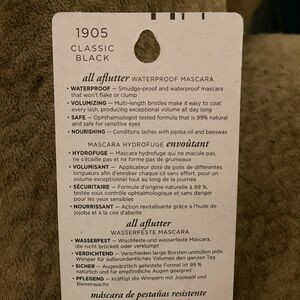 1905
CLASSIC
BLACK
all aflutter WATERPROOF MASCARA
• WATERPROOF – Smudge-proof and waterproof mascara
that won't flake or clump
• VOLUMIZING – Multi-length bristles make it easy to coat
every lash, producing exceptional volume all day long
• SAFE – Ophthalmologist tested formula that is 99% natural
and safe for sensitive eyes
• NOURISHING – Conditions lashes with jojoba oil and beeswax
MASCARA HYDROFUGE envoûtant
• HYDROFUGE – Mascara hydrofuge qui ne macule pas,
ne s'écaille pas et ne forme pas de grumeaux
• VOLUMISANT – Applicateur doté de poils de différentes
longueurs afin d'enrober chaque cil sans effort, pour un
volume exceptionnel tout au long de la journée
• SÉCURITAIRE – Formule d'origine naturelle à 99 %,
testée sous contrôle ophtalmologique et sans danger
pour les yeux sensibles
• NOURRISSANT – Action revitalisante grâce à l'huile de
jojoba et à la cire d'abeille
all aflutter
WASSERFESTE MASCARA
• WASSERFEST – Wischfeste und wasserfeste Mascara,
die nicht bröckelt oder verklumpt
• VERDICHTEND – Verschieden lange Borsten umhüllen jede
Wimper für außerordentliches Volumen den ganzen Tag
• SICHER – Augenärztlich getestete Formel ist 99 %
natürlich und für empfindliche Augen geeignet
• PFLEGEND – kräftigt die Wimpern mit Jojobaöl und
Bienenwachs
máscara de pestañas resistente